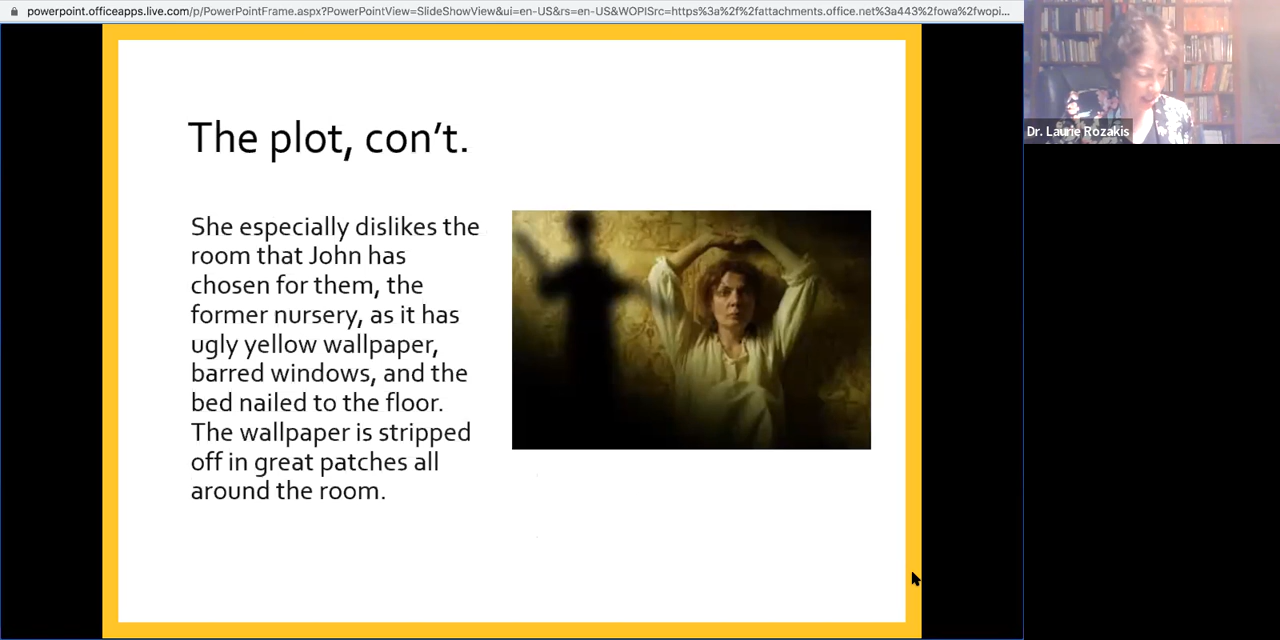 powerpoint.officeapps.live.com/p/PowerPointFrame.aspx?PowerPointView=SlideShowView&ui=en-US&rs=en-US&WOPISrc=https%3a%2f%2fattachments.office.net%3a443%2fowa%2fwopi...
Dr. Laurie Rozakis
The plot, con’t.
She especially dislikes the
room that John has
chosen for them, the
former nursery, as it has
ugly yellow wallpaper,
barred windows, and the
bed nailed to the floor.
The wallpaper is stripped
off in great patches all
around the room.